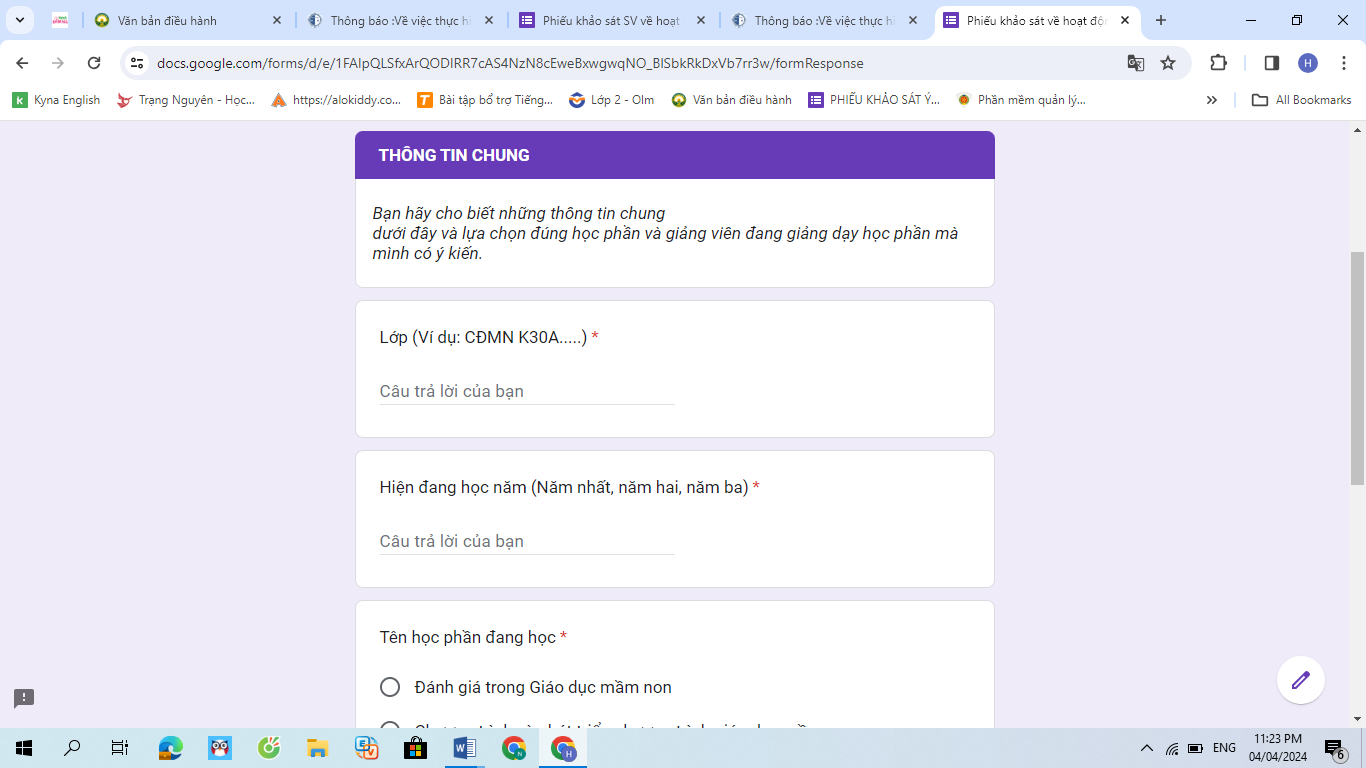 Văn bản điều hành
Thông báo :Về việc thực hi
Phiếu khảo sát SV về hoạt
Thông báo :Về việc thực hi
Phiếu khảo sát về hoạt độn
docs.google.com/forms/d/e/1FAIpQLSfxArQODIRR7cAS4NzN8cEweBxwgwqNO_BlSbkRkDxVb7rr3w/formResponse
H
Kyna English
Trạng Nguyên - Học...
https://alokiddy.co...
Bài tập bổ trợ Tiếng...
Lớp 2 - Olm
Văn bản điều hành
PHIẾU KHẢO SÁT Ý...
Phần mềm quản lý...
All Bookmarks
THÔNG TIN CHUNG
Bạn hãy cho biết những thông tin chung
dưới đây và lựa chọn đúng học phần và giảng viên đang giảng dạy học phần mà
mình có ý kiến.
Lớp (Ví dụ: CĐMN K30A.....) *
Câu trả lời của bạn
Hiện đang học năm (Năm nhất, năm hai, năm ba) *
Câu trả lời của bạn
Tên học phần đang học *
Đánh giá trong Giáo dục mầm non
ENG
11:23 PM
04/04/2024
6